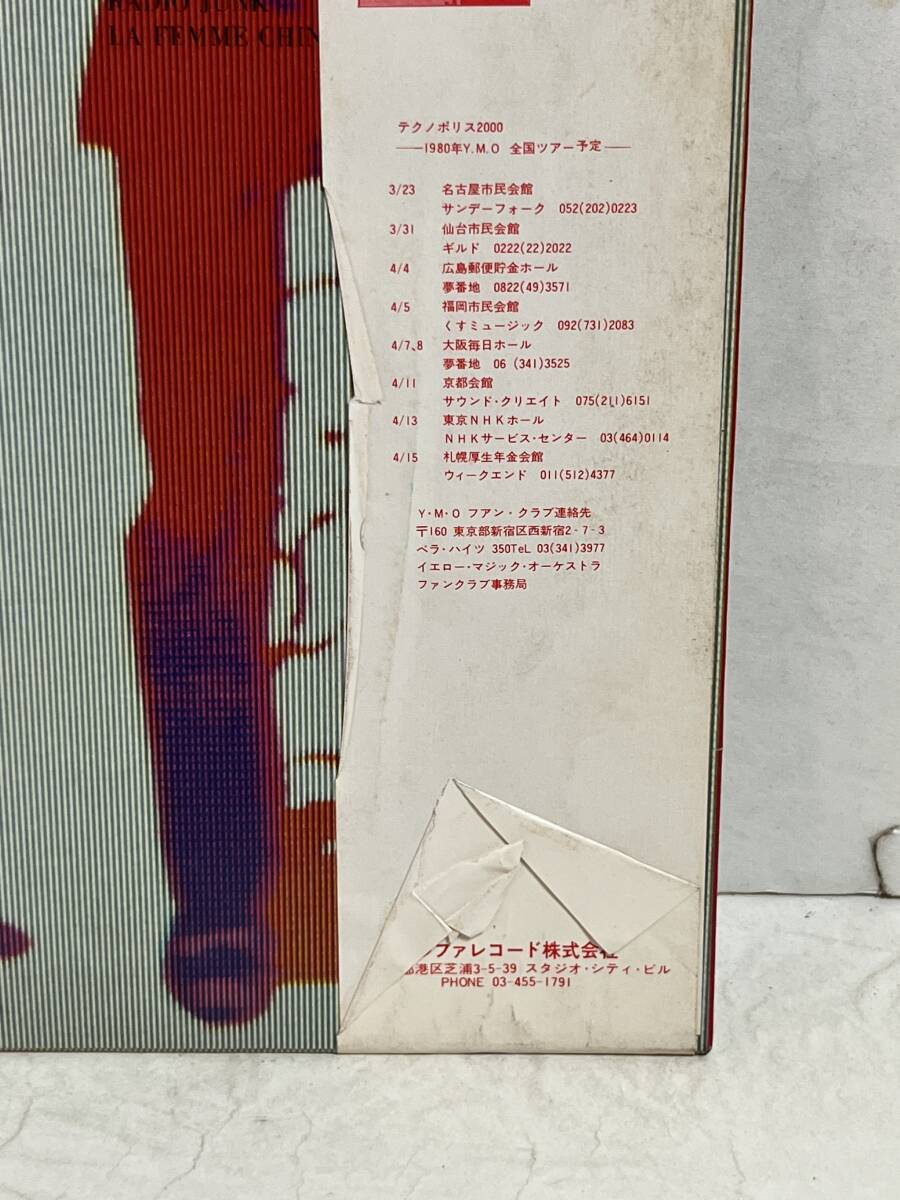 RADIO JUNK
LA FEMME CHIN
テクノポリス2000
——1980年Y.M.O 全国ツアー予定——
3/23 名古屋市民会館
サンデーフォーク 052(202)0223
3/31 仙台市民会館
ギルド 0222(22)2022
4/4 広島郵便貯金ホール
夢番地 0822(49)3571
4/5 福岡市民会館
くすミュージック 092(731)2083
4/7、8 大阪毎日ホール
夢番地 06 (341)3525
4/11 京都会館
サウンド・クリエイト 075(211)6151
4/13 東京NHKホール
NHKサービス・センター 03(464)0114
4/15 札幌厚生年金会館
ウィークエンド 011(512)4377
Y・M・O フアン・クラブ連絡先
〒160 東京部新宿区西新宿2-7-3
ベラ・ハイツ 350TeL 03(341)3977
イエロー・マジック・オーケストラ
ファンクラブ事務局
ファレコード株式会社
港区芝浦3-5-39 スタジオ・シティ・ビル
PHONE 03-455-1791